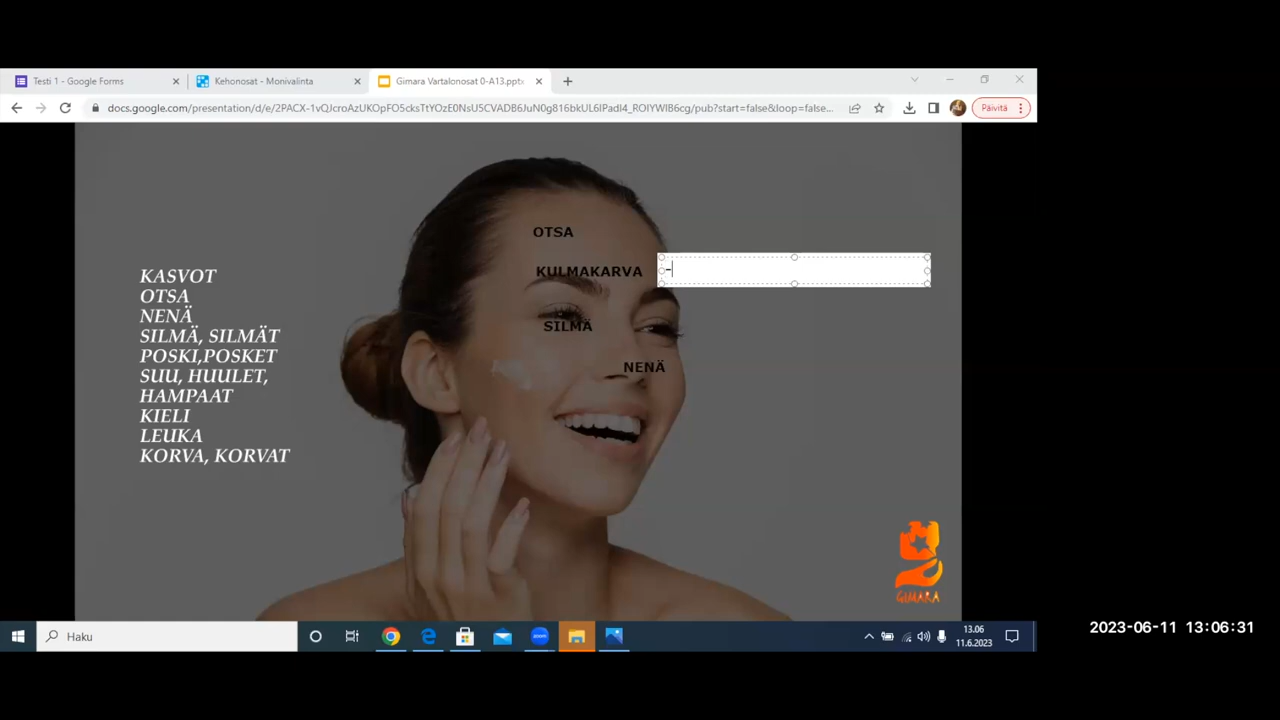 Testi 1 - Google Forms
Kehonosat - Monivalinta
Gimara Vartalonosat 0-A13.pptx
docs.google.com/presentation/d/e/2PACX-1vQJcroAzUKOpFO5cksTtYOzE0NsU5CVADB6JuN0g816bkUL6IPadl4_ROIYWIB6cg/pub?start=false&loop=false...
Päivitä
OTSA
KULMAKARVA
-
SILMÄ
NENÄ
KASVOT
OTSA
NENÄ
SILMÄ, SILMÄT
POSKI,POSKET
SUU, HUULET,
HAMPAAT
KIELI
LEUKA
KORVA, KORVAT
GIMARA
Haku
zoom
13.06
11.6.2023
2023-06-11 13:06:31